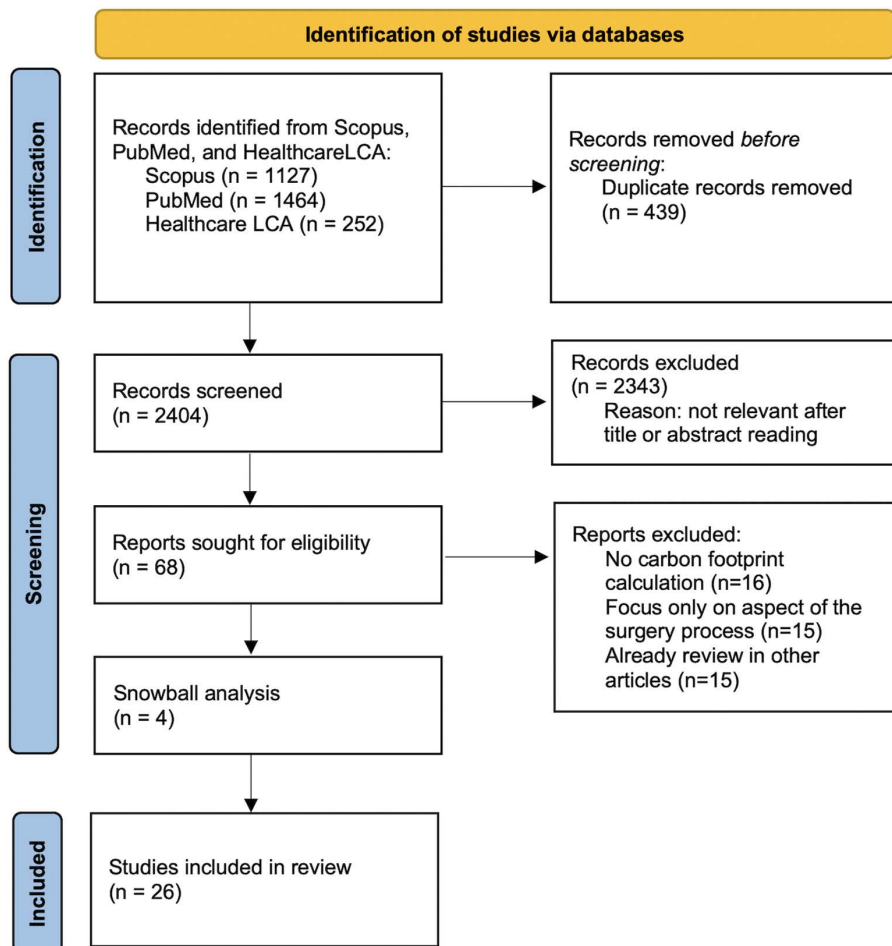 Identification of studies via databases
Identification
Records identified from Scopus,
PubMed, and HealthcareLCA:
Scopus (n = 1127)
PubMed (n = 1464)
Healthcare LCA (n = 252)
Records removed before
screening:
Duplicate records removed
(n = 439)
Screening
Records screened
(n = 2404)
Records excluded
(n = 2343)
Reason: not relevant after
title or abstract reading
Reports sought for eligibility
(n = 68)
Reports excluded:
No carbon footprint
calculation (n=16)
Focus only on aspect of the
surgery process (n=15)
Already review in other
articles (n=15)
Snowball analysis
(n = 4)
Included
Studies included in review
(n = 26)